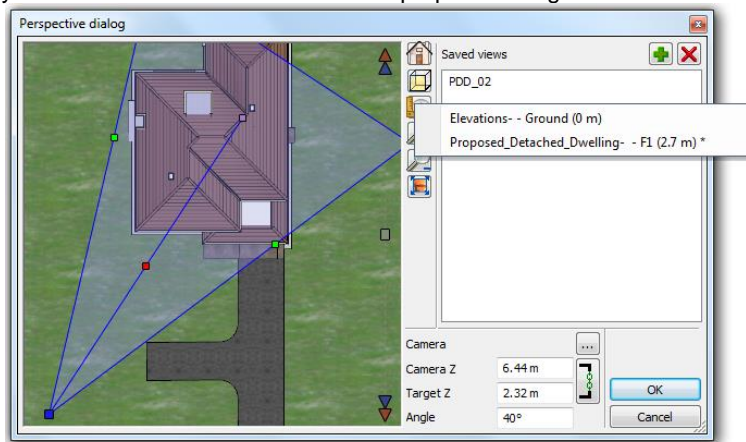 Perspective dialog
Saved views
PDD_02
Elevations- - Ground (0 m)
Proposed_Detached_Dwelling- - F1 (2.7 m) *
Camera
...
Camera Z 6.44 m
Target Z 2.32 m
Angle 40°
OK
Cancel